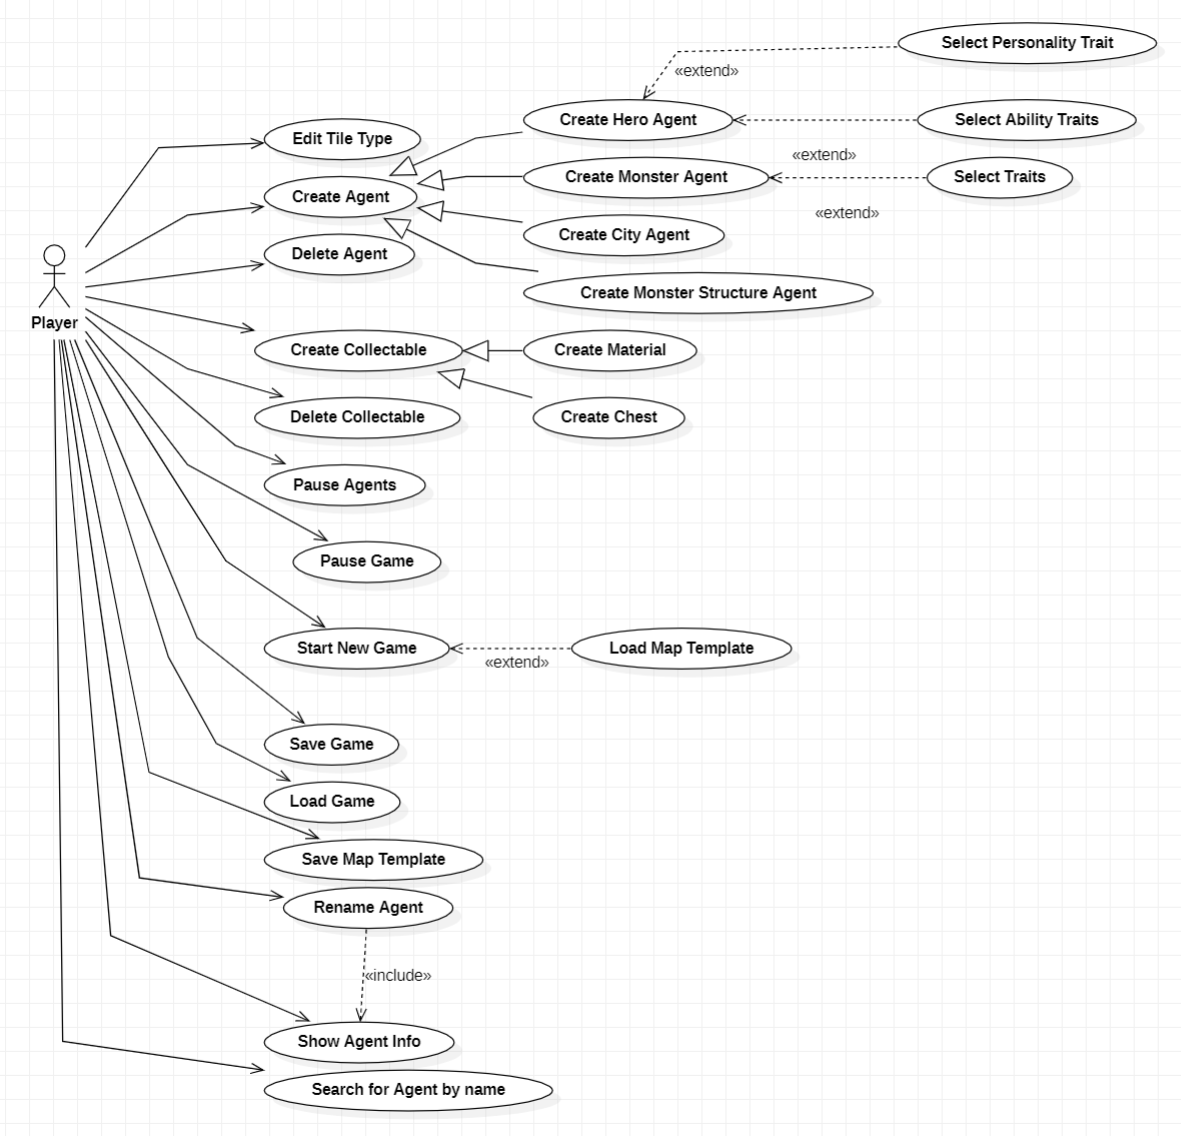 Select Personality Trait
«extend»
Create Hero Agent
Select Ability Traits
Edit Tile Type
«extend»
Create Monster Agent
Select Traits
Create Agent
«extend»
Create City Agent
Delete Agent
Create Monster Structure Agent
Player
Create Collectable
Create Material
Delete Collectable
Create Chest
Pause Agents
Pause Game
Start New Game
Load Map Template
«extend»
Save Game
Load Game
Save Map Template
Rename Agent
«include»
Show Agent Info
Search for Agent by name